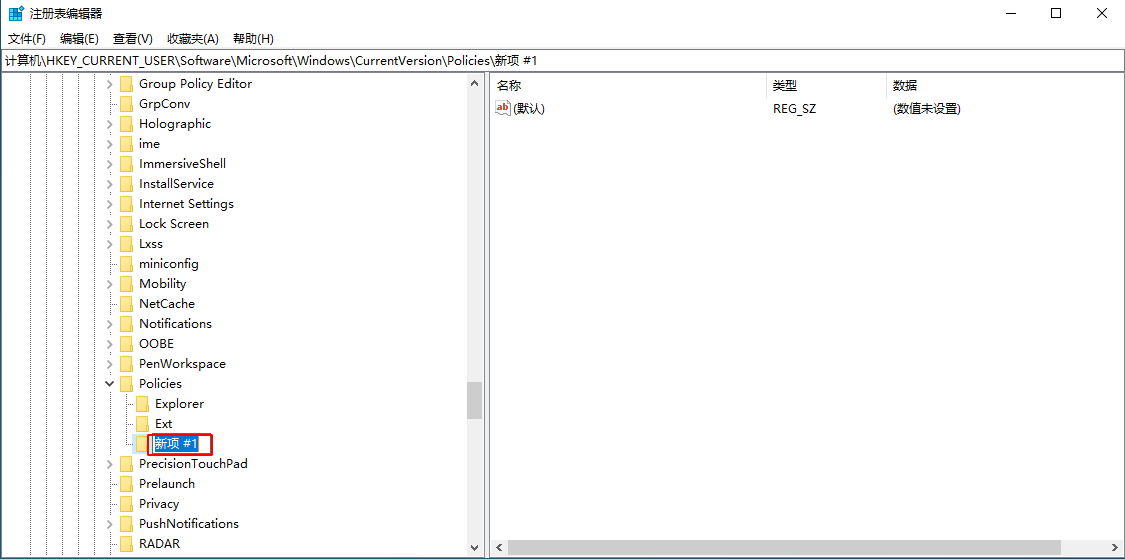 注册表编辑器
文件(F) 编辑(E) 查看(V) 收藏夹(A) 帮助(H)
计算机\HKEY_CURRENT_USER\Software\Microsoft\Windows\CurrentVersion\Policies\新项 #1
Group Policy Editor
GrpConv
Holographic
ime
ImmersiveShell
InstallService
Internet Settings
Lock Screen
Lxss
miniconfig
Mobility
NetCache
Notifications
OOBE
PenWorkspace
Policies
Explorer
Ext
新项 #1
PrecisionTouchPad
Prelaunch
Privacy
PushNotifications
RADAR
名称 类型 数据
ab (默认) REG_SZ (数值未设置)